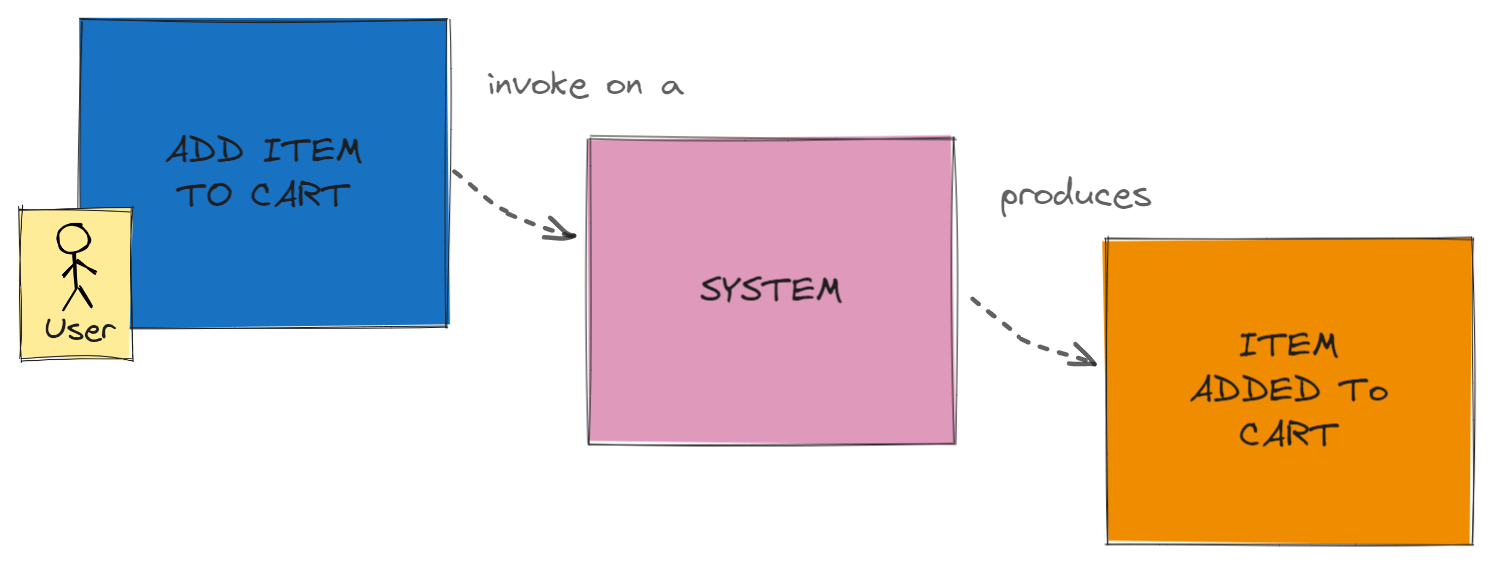 ADD ITEM
TO CART
User
invoke on a
SYSTEM
produces
ITEM
ADDED To
CART